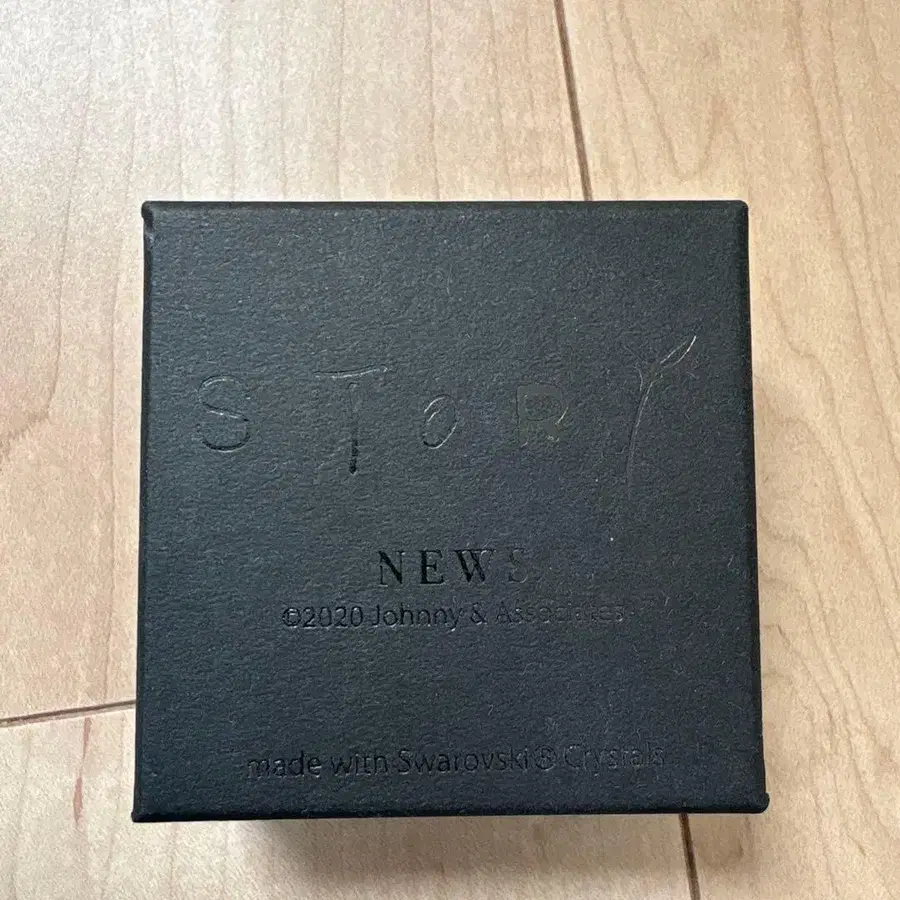 SToRY
NEWS
©2020 Johnny & Associates
made with Swarovski® Crystals